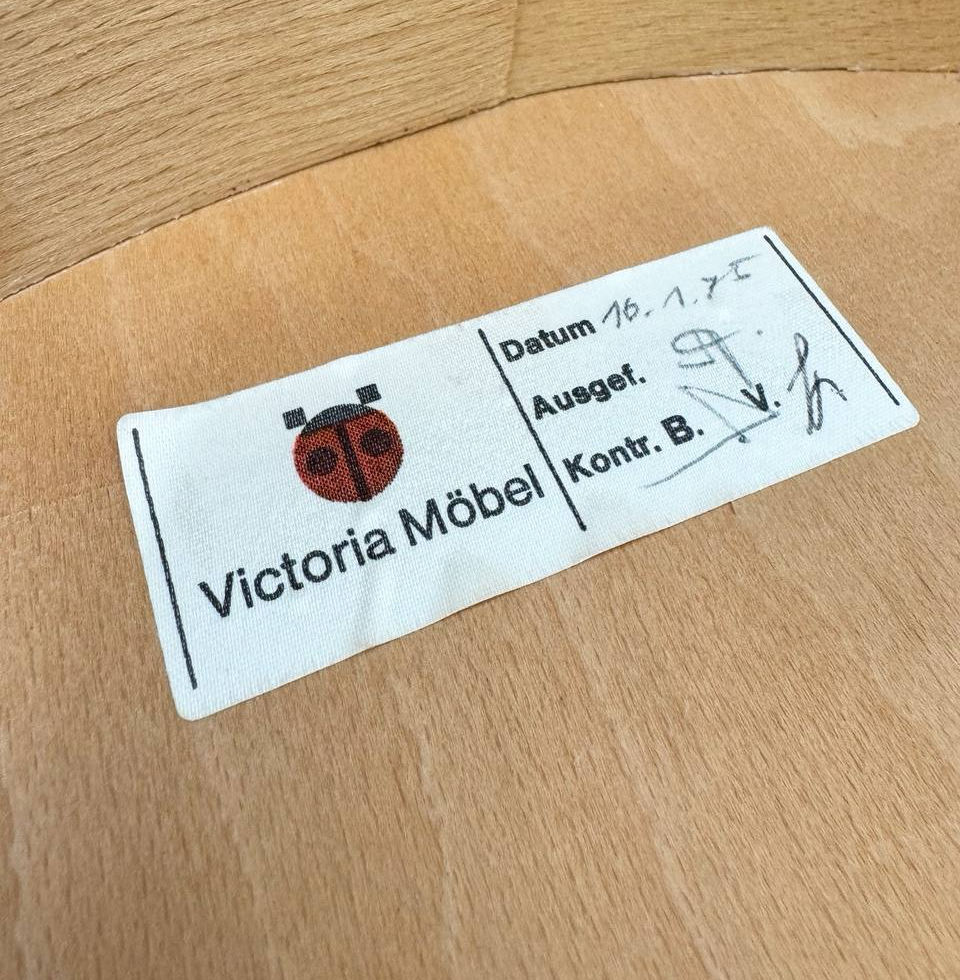 Victoria Möbel
Datum 16.1.75
Ausgef.
Kontr. B. V.